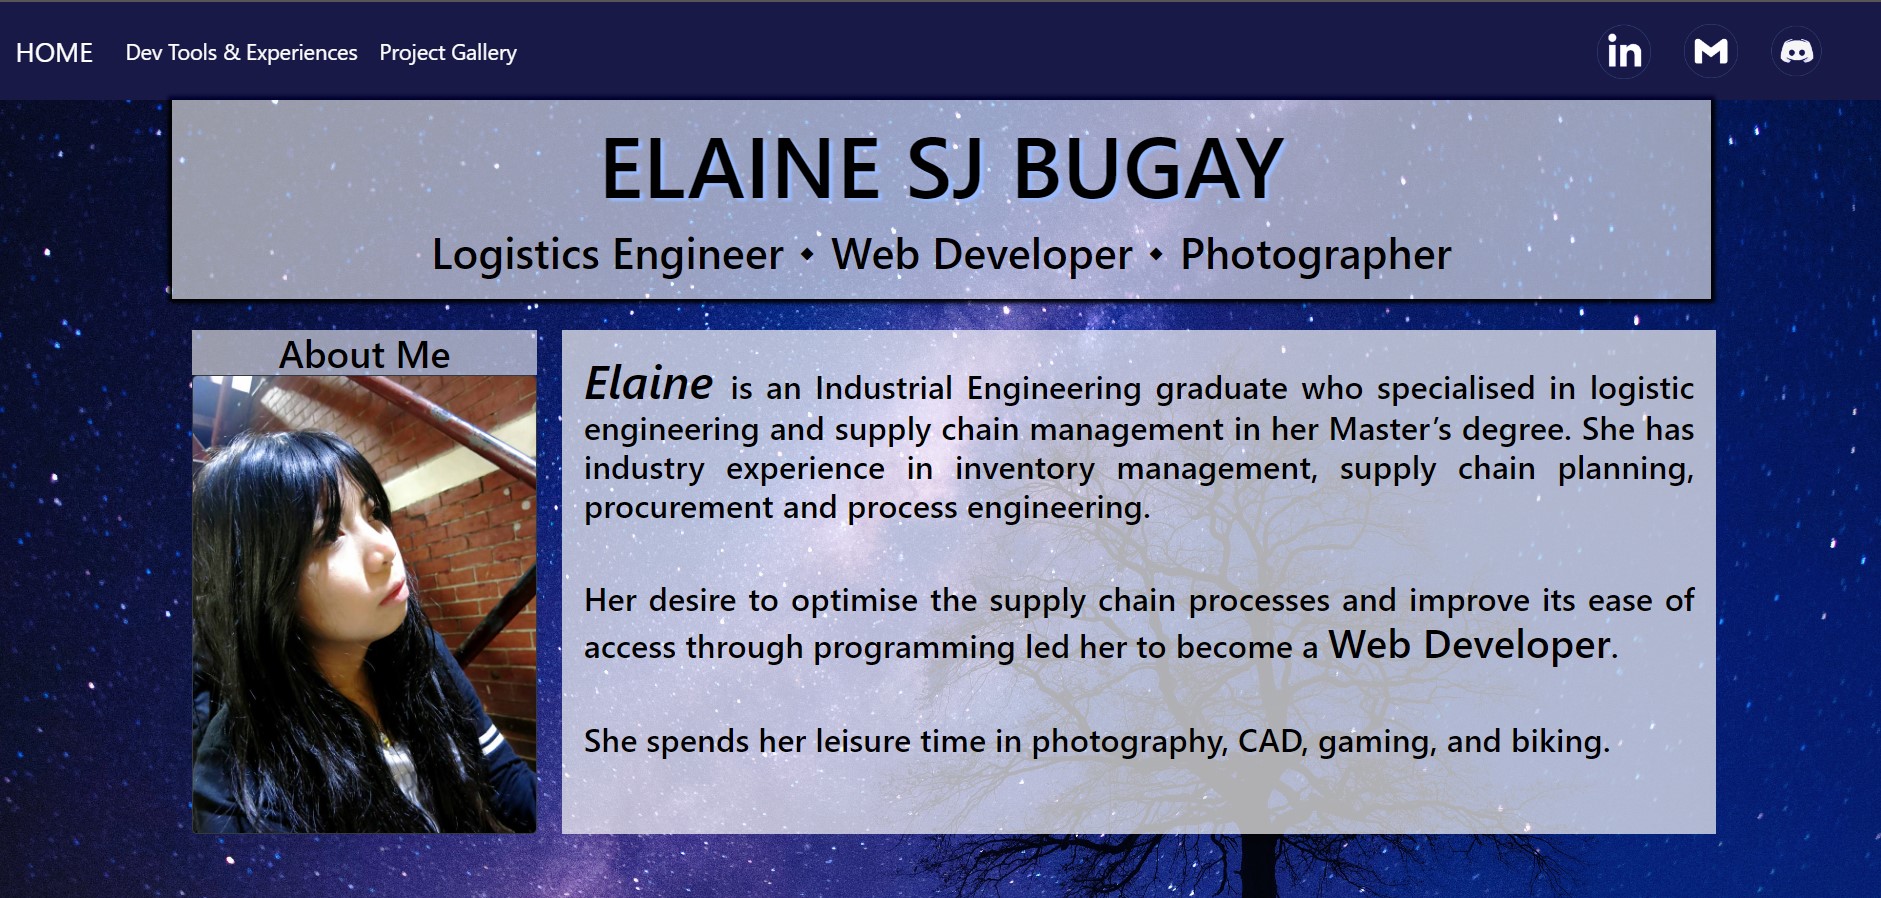 HOME Dev Tools & Experiences Project Gallery in M
ELAINE SJ BUGAY
Logistics Engineer ⬥ Web Developer ⬥ Photographer
About Me
Elaine is an Industrial Engineering graduate who specialised in logistic
engineering and supply chain management in her Master’s degree. She has
industry experience in inventory management, supply chain planning,
procurement and process engineering.
Her desire to optimise the supply chain processes and improve its ease of
access through programming led her to become a Web Developer.
She spends her leisure time in photography, CAD, gaming, and biking.